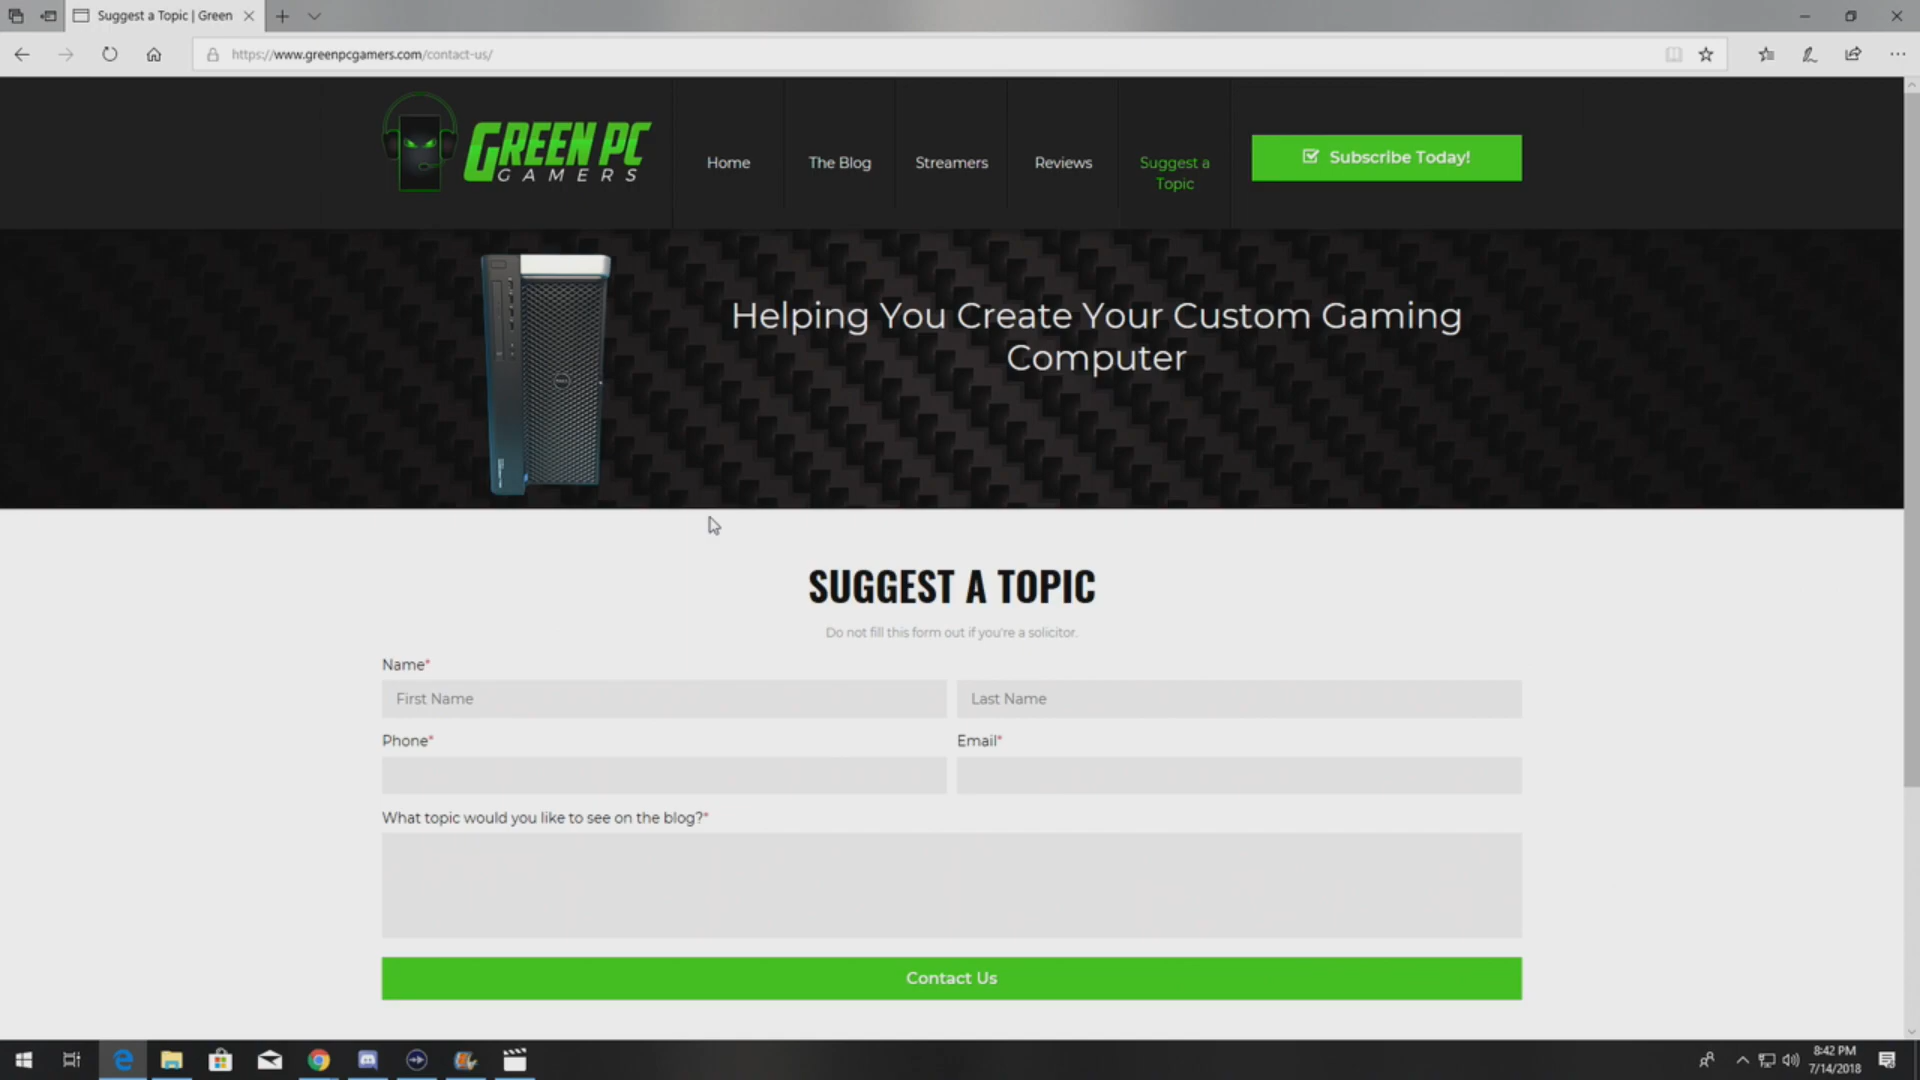 Suggest a Topic | Green
https://www.greenpcgamers.com/contact-us/
GREEN PC
GAMERS
Home
The Blog
Streamers
Reviews
Suggest a
Topic
Subscribe Today!
Helping You Create Your Custom Gaming
Computer
SUGGEST A TOPIC
Do not fill this form out if you're a solicitor.
Name*
First Name
Last Name
Phone*
Email*
What topic would you like to see on the blog?*
Contact Us
8:42 PM
7/14/2018